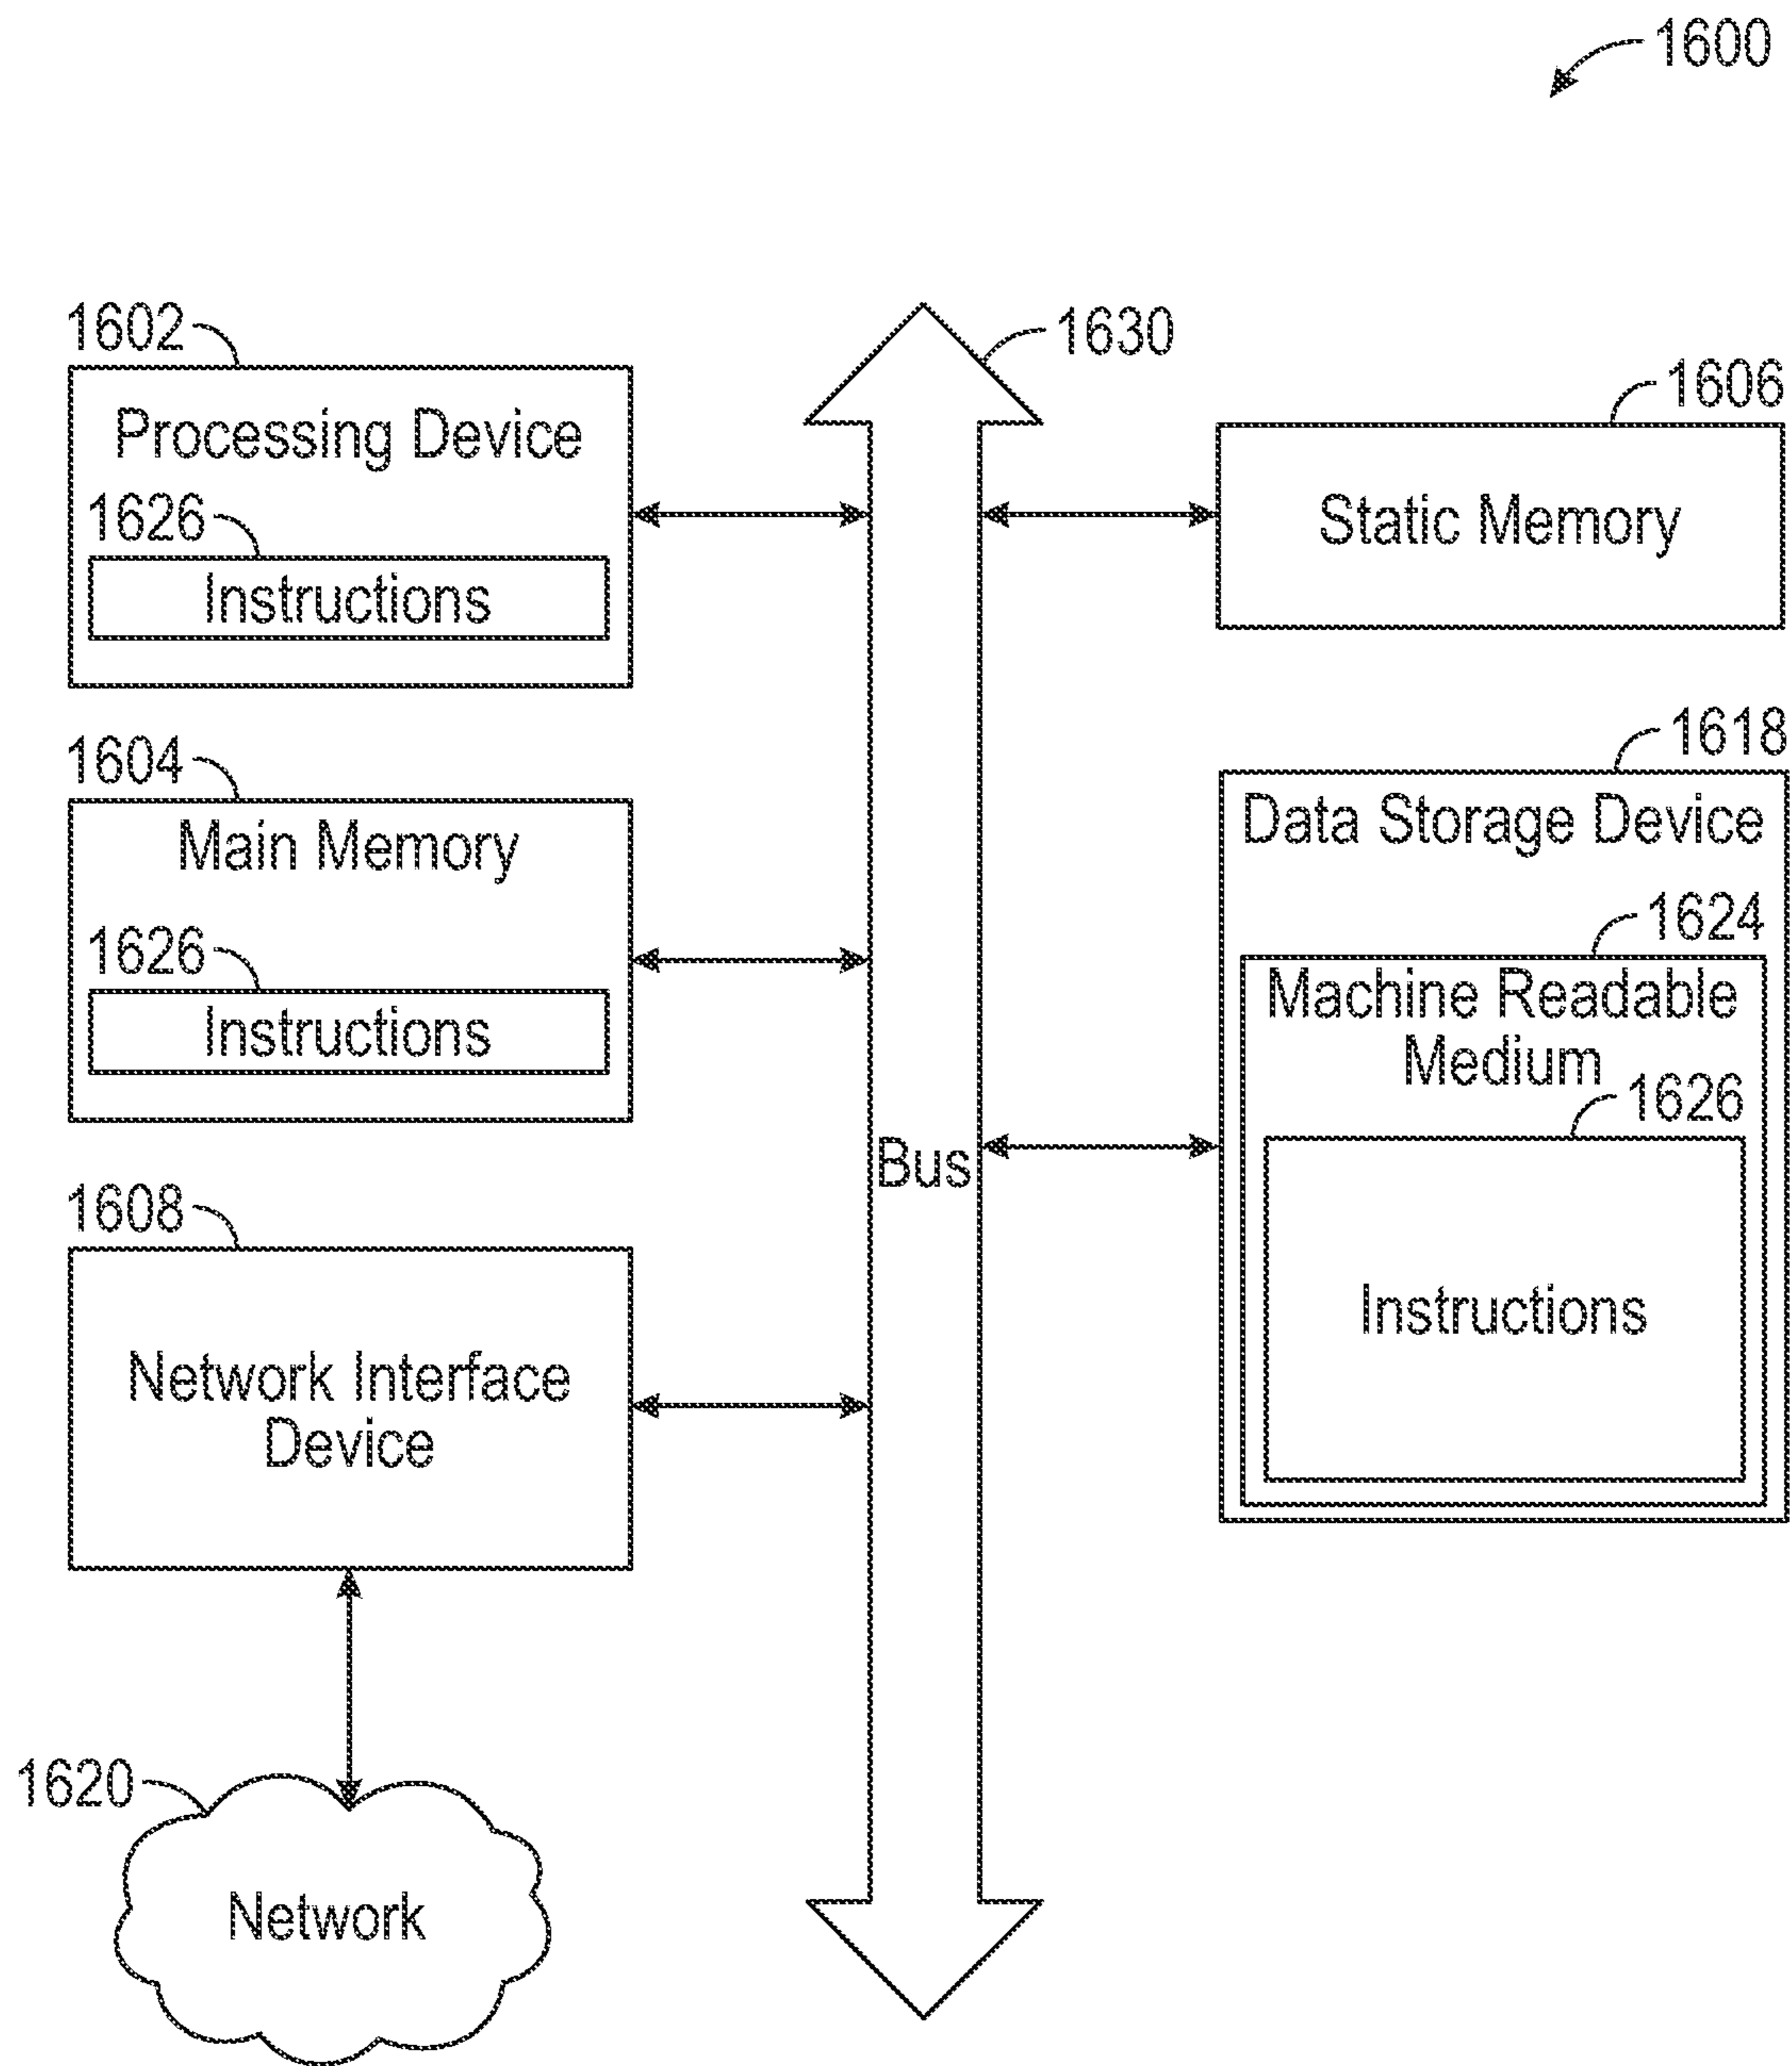 1600
1602
1630
1606
Processing Device
1626
Instructions
Static Memory
1604
Main Memory
1626
Instructions
1618
Data Storage Device
1624
Machine Readable
Medium
1626
Instructions
Bus
1608
Network Interface
Device
1620
Network